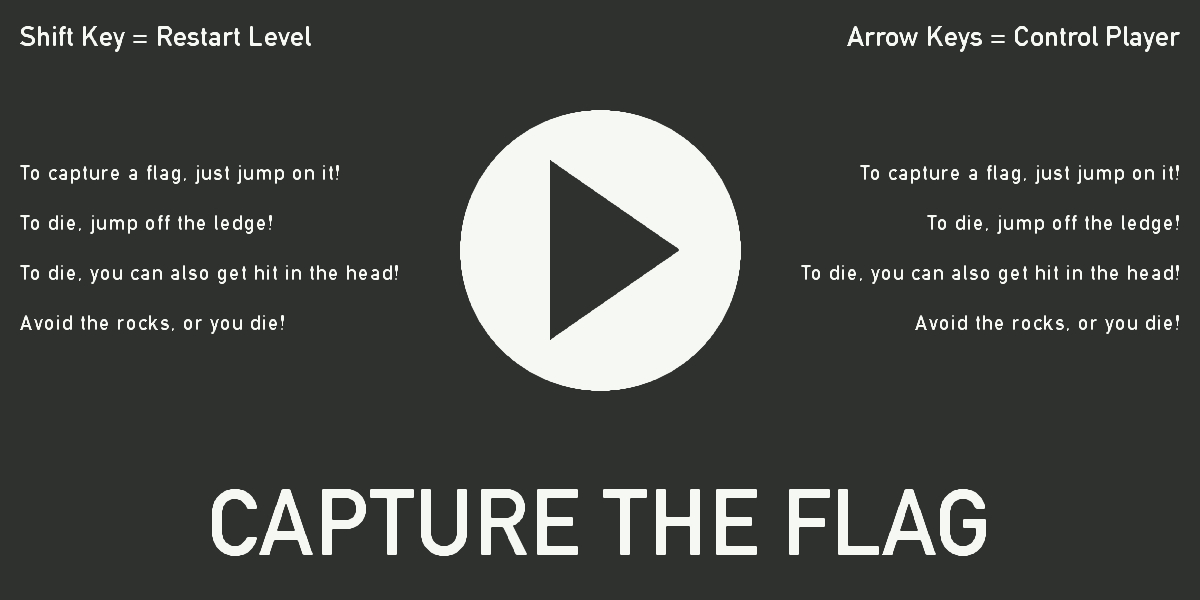 Shift Key = Restart Level
Arrow Keys = Control Player
To capture a flag, just jump on it!
To die, jump off the ledge!
To die, you can also get hit in the head!
Avoid the rocks, or you die!
To capture a flag, just jump on it!
To die, jump off the ledge!
To die, you can also get hit in the head!
Avoid the rocks, or you die!
CAPTURE THE FLAG